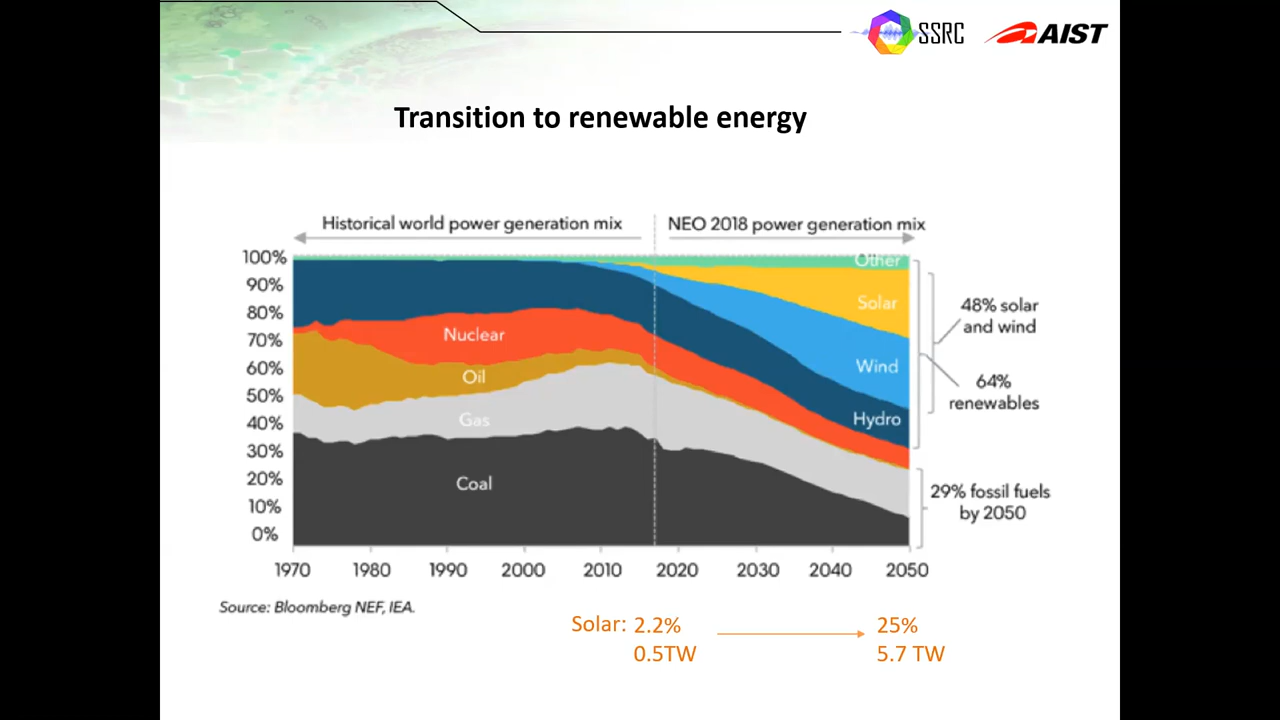 SSRC
AIST
Transition to renewable energy
Historical world power generation mix
NEO 2018 power generation mix
100%
90%
80%
70%
60%
50%
40%
30%
20%
10%
0%
Other
Solar
Wind
Hydro
Nuclear
Oil
Gas
Coal
48% solar
and wind
64%
renewables
29% fossil fuels
by 2050
1970 1980 1990 2000 2010 2020 2030 2040 2050
Source: Bloomberg NEF, IEA.
Solar: 2.2% 25%
0.5TW 5.7 TW